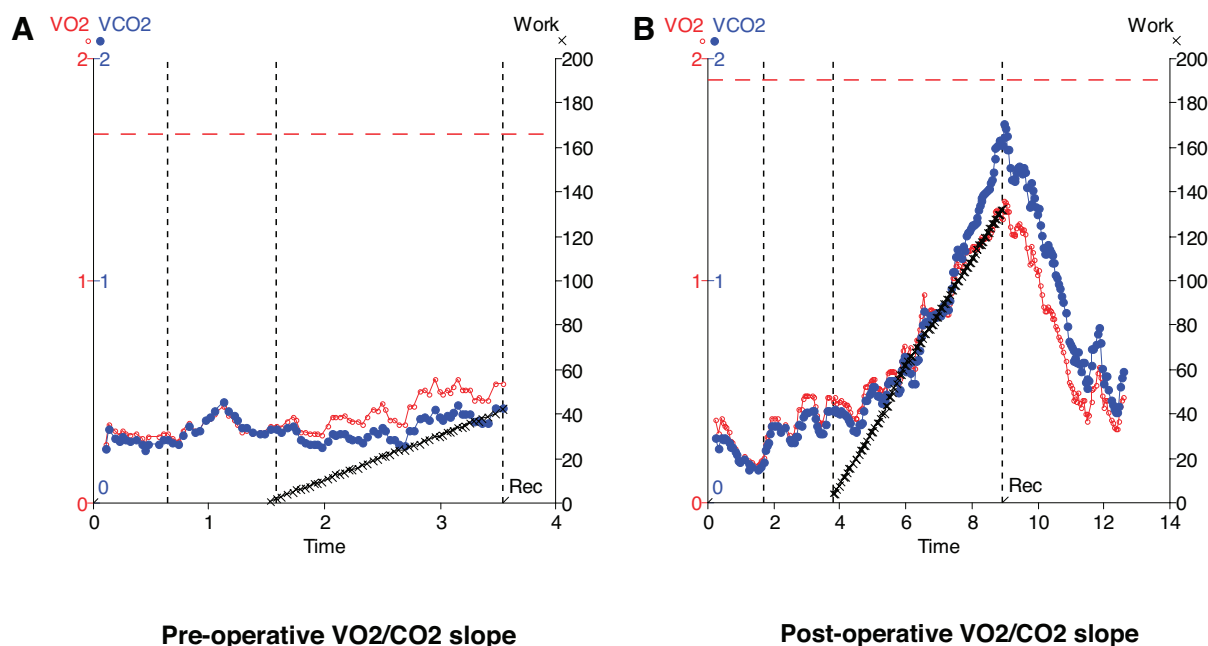 A
VO2 VCO2
Work
2 2
200
180
160
140
120
1 1
100
80
60
40
20
0 0
Rec
0
0 1 2 3 4
Time
Pre-operative VO2/CO2 slope
B
VO2 VCO2
Work
2 2
200
180
160
140
120
1 1
100
80
60
40
20
0 0
Rec
0
0 2 4 6 8 10 12 14
Time
Post-operative VO2/CO2 slope